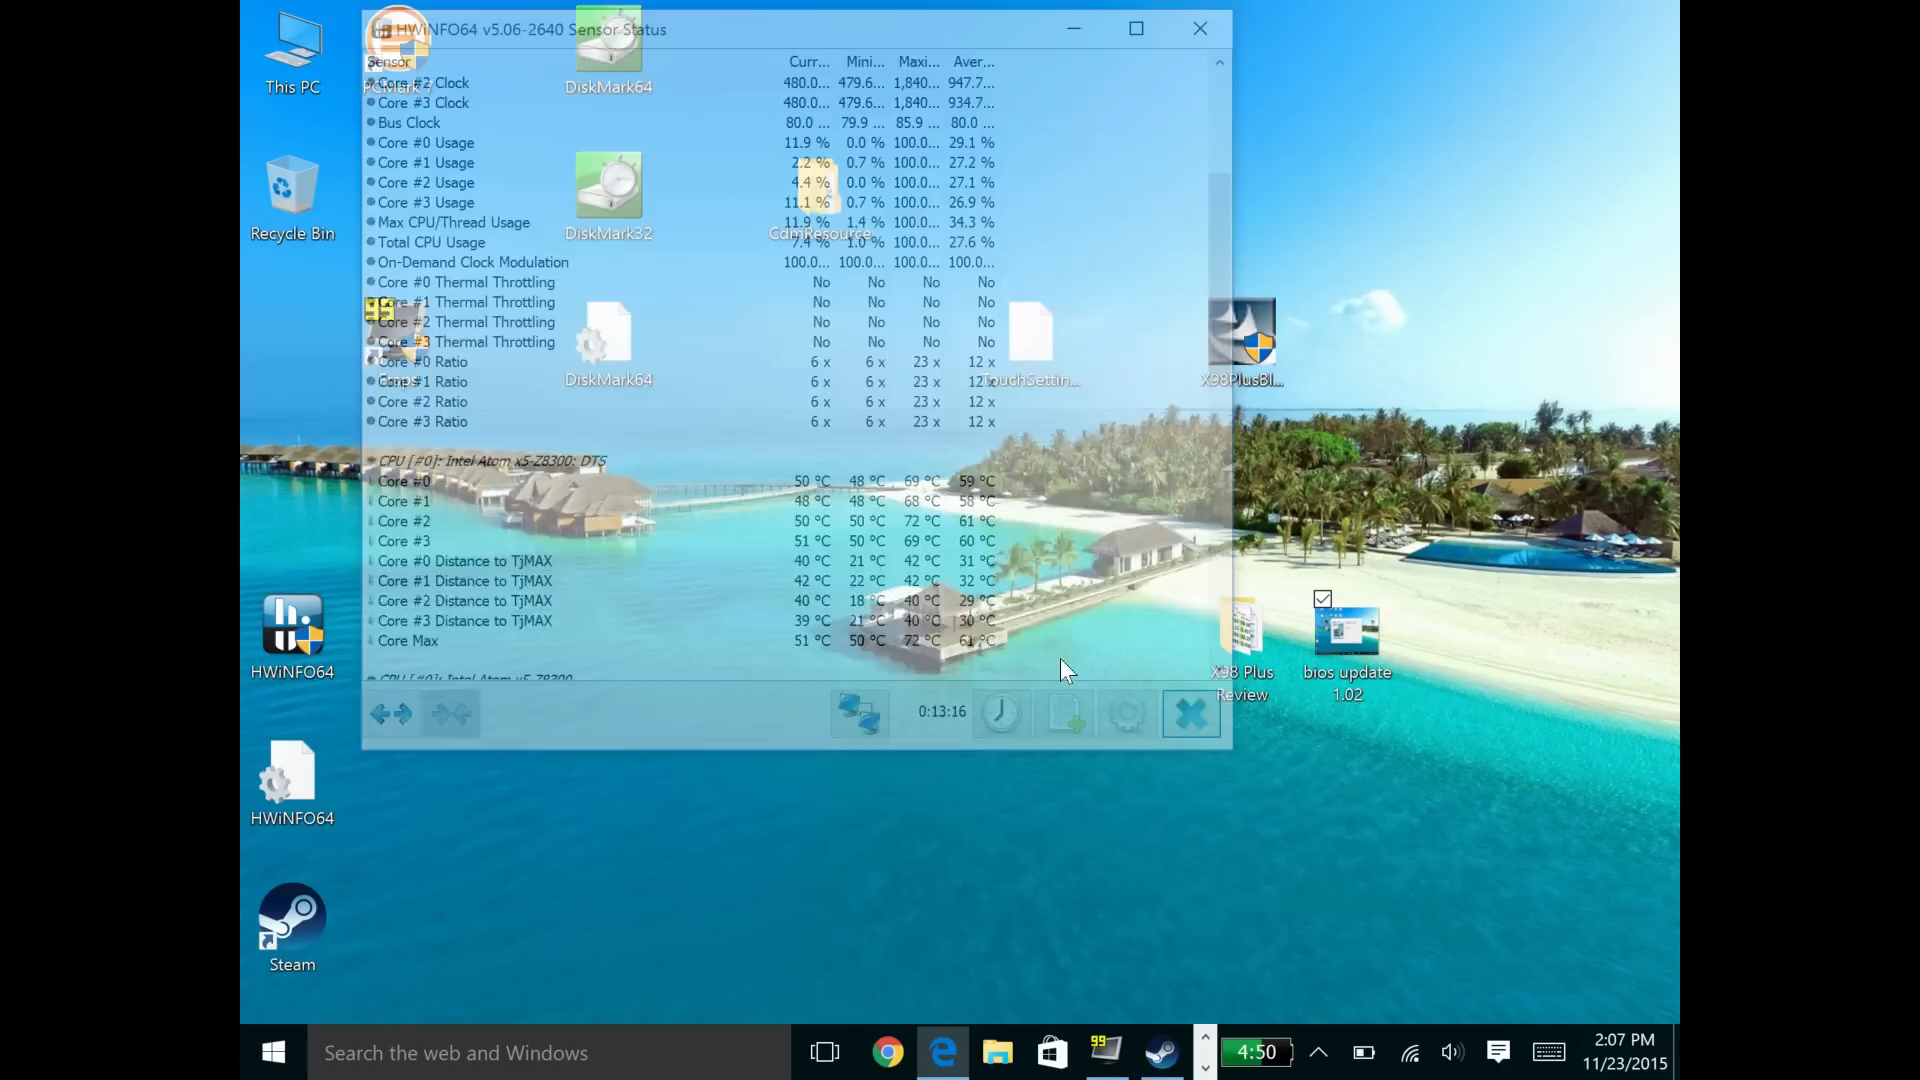 HWiNFO64 v5.06-2640 Sensor Status
Sensor Curr... Mini... Maxi... Aver...
Core #2 Clock 480.0... 479.6... 1,840... 947.7...
Core #3 Clock 480.0... 479.6... 1,840... 934.7...
Bus Clock 80.0 ... 79.9 ... 85.9 ... 80.0 ...
Core #0 Usage 11.9 % 0.0 % 100.0... 29.1 %
Core #1 Usage 2.2 % 0.7 % 100.0... 27.2 %
Core #2 Usage 4.4 % 0.0 % 100.0... 27.1 %
Core #3 Usage 11.1 % 0.7 % 100.0... 26.9 %
Max CPU/Thread Usage 11.9 % 1.4 % 100.0... 34.3 %
Total CPU Usage 7.4 % 1.0 % 100.0... 27.6 %
On-Demand Clock Modulation 100.0... 100.0... 100.0... 100.0...
Core #0 Thermal Throttling No No No No
Core #1 Thermal Throttling No No No No
Core #2 Thermal Throttling No No No No
Core #3 Thermal Throttling No No No No
Core #0 Ratio 6 x 6 x 23 x 12 x
Core #1 Ratio 6 x 6 x 23 x 12 x
Core #2 Ratio 6 x 6 x 23 x 12 x
Core #3 Ratio 6 x 6 x 23 x 12 x
CPU [#0]: Intel Atom x5-Z8300: DTS
Core #0 50 °C 48 °C 69 °C 59 °C
Core #1 48 °C 48 °C 68 °C 58 °C
Core #2 50 °C 50 °C 72 °C 61 °C
Core #3 51 °C 50 °C 69 °C 60 °C
Core #0 Distance to TjMAX 40 °C 21 °C 42 °C 31 °C
Core #1 Distance to TjMAX 42 °C 22 °C 42 °C 32 °C
Core #2 Distance to TjMAX 40 °C 18 °C 40 °C 29 °C
Core #3 Distance to TjMAX 39 °C 21 °C 40 °C 30 °C
Core Max 51 °C 50 °C 72 °C 61 °C
CPU [#0]: Intel Atom x5-Z8300
0:13:16
This PC
PCMark 7
DiskMark64
Recycle Bin
DiskMark32
CdmResource
99
DiskMark64
TouchSettin...
X98PlusBI...
HWiNFO64
X98 Plus
Review
bios update
1.02
HWiNFO64
Steam
Search the web and Windows
99
4:50
2:07 PM
11/23/2015